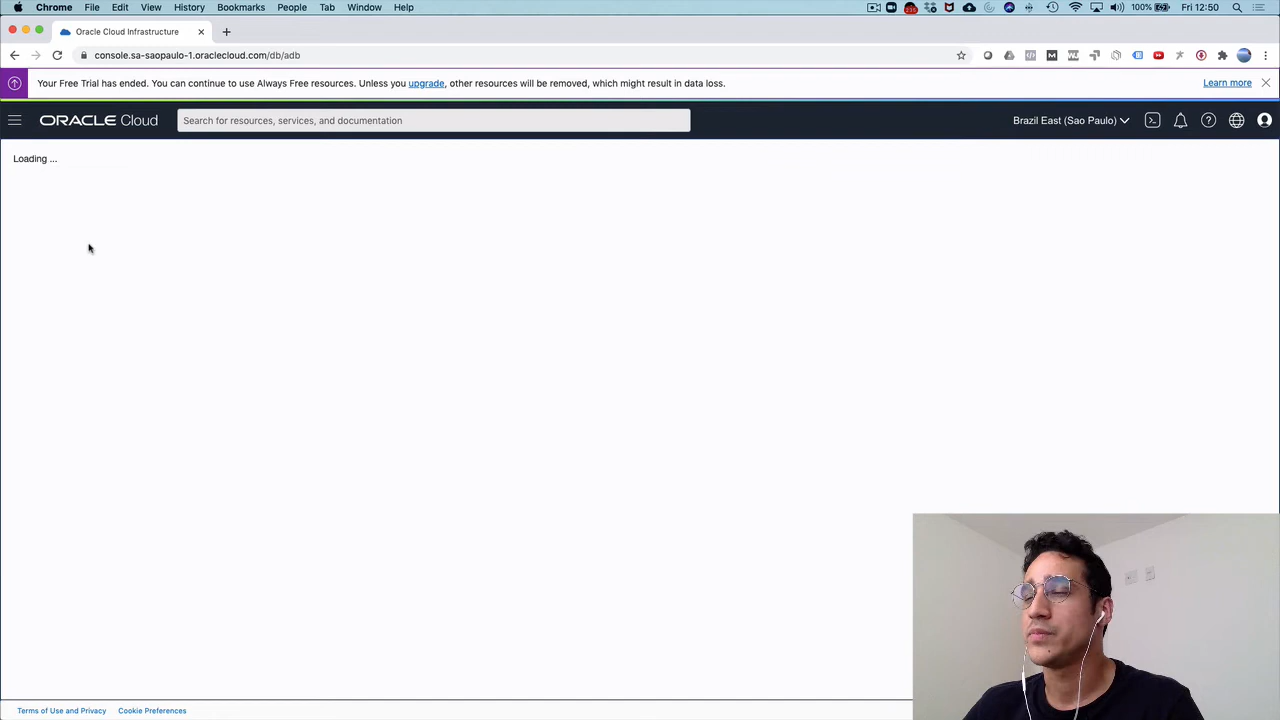 Chrome File Edit View History Bookmarks People Tab Window Help 100% Fri 12:50
Oracle Cloud Infrastructure
console.sa-saopaulo-1.oraclecloud.com/db/adb
Your Free Trial has ended. You can continue to use Always Free resources. Unless you upgrade, other resources will be removed, which might result in data loss. Learn more
ORACLE Cloud Search for resources, services, and documentation Brazil East (Sao Paulo)
Loading ...
Terms of Use and Privacy Cookie Preferences